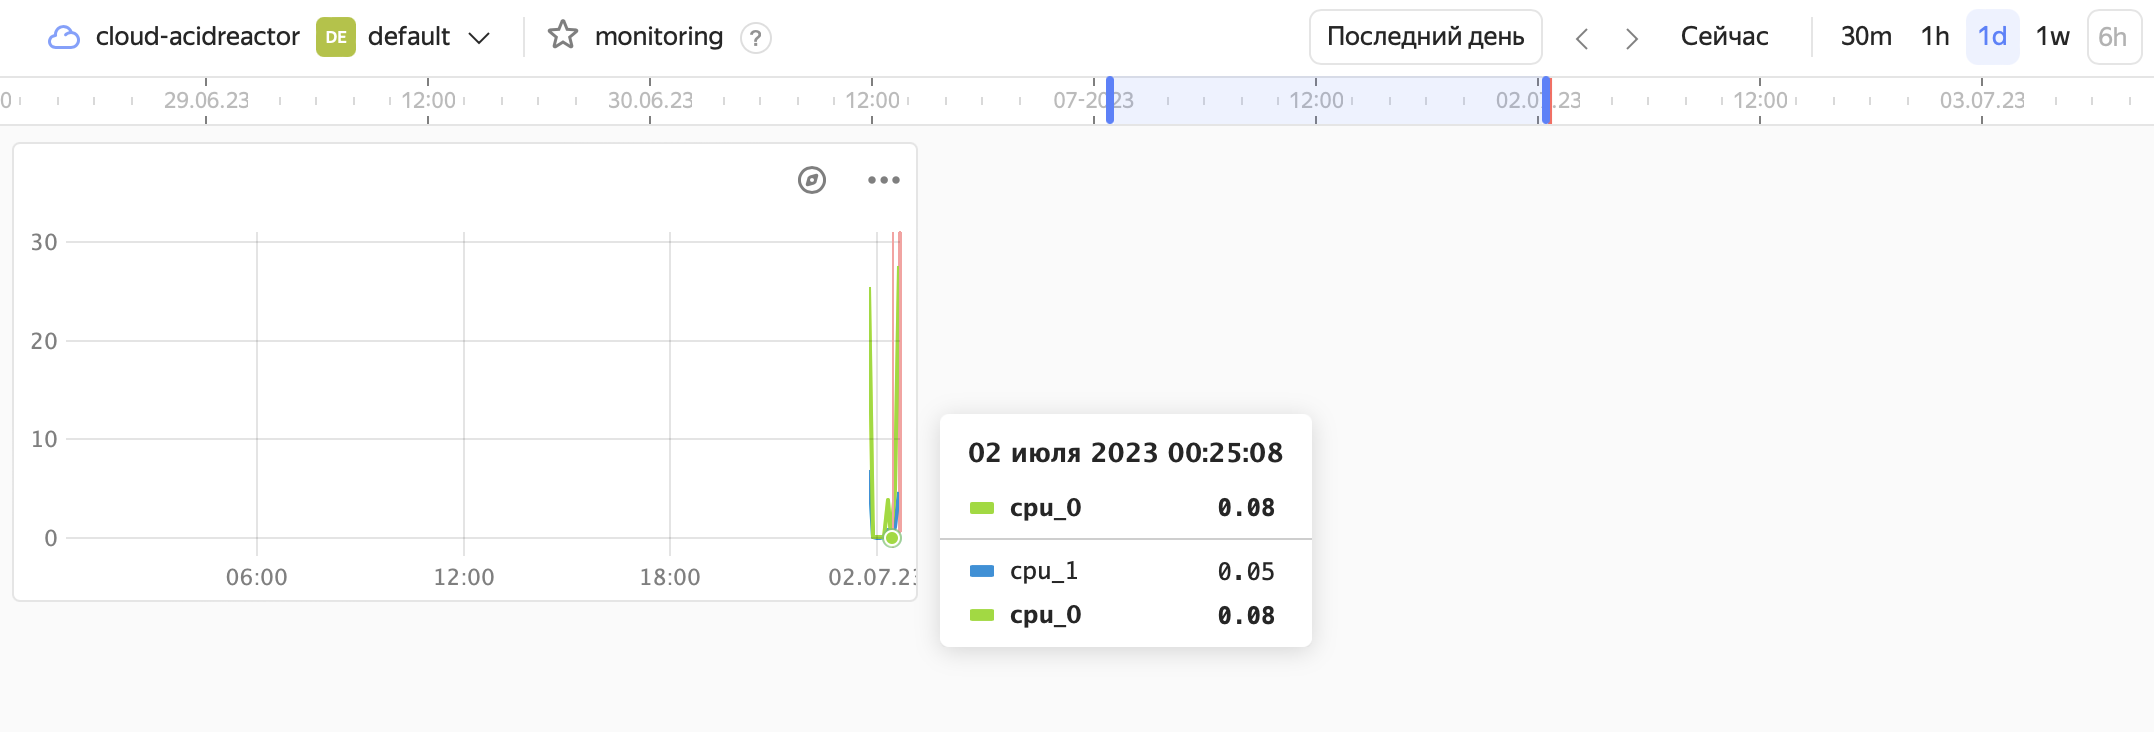 cloud-acidreactor DE default monitoring ? Последний день Сейчас 30m 1h 1d 1w 6h
0 29.06.23 12:00 30.06.23 12:00 07-2023 12:00 02.07.23 12:00 03.07.23
30
20
10
0
06:00 12:00 18:00 02.07.23
02 июля 2023 00:25:08
cpu_0 0.08
cpu_1 0.05
cpu_0 0.08